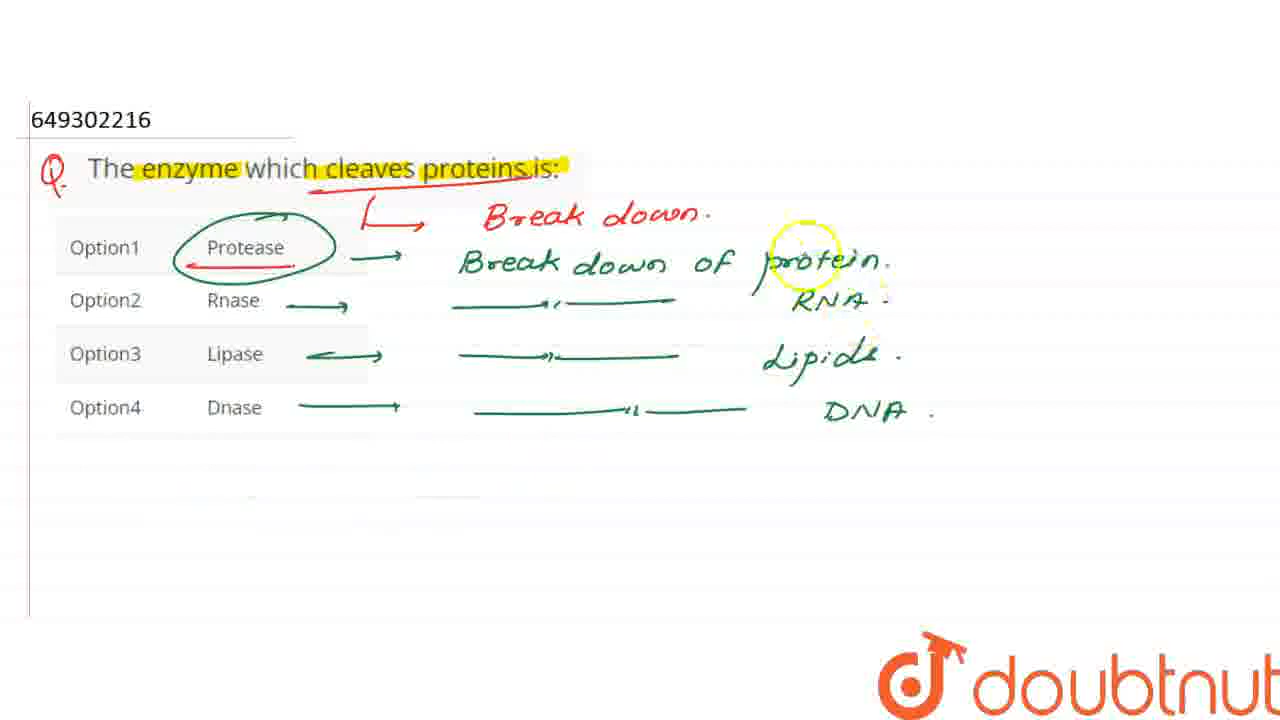 649302216
Q. The enzyme which cleaves proteins is:
Break down.
Option1 Protease Break down of protein.
Option2 Rnase —"— RNA.
Option3 Lipase —"— Lipids.
Option4 Dnase —"— DNA.
doubtnut